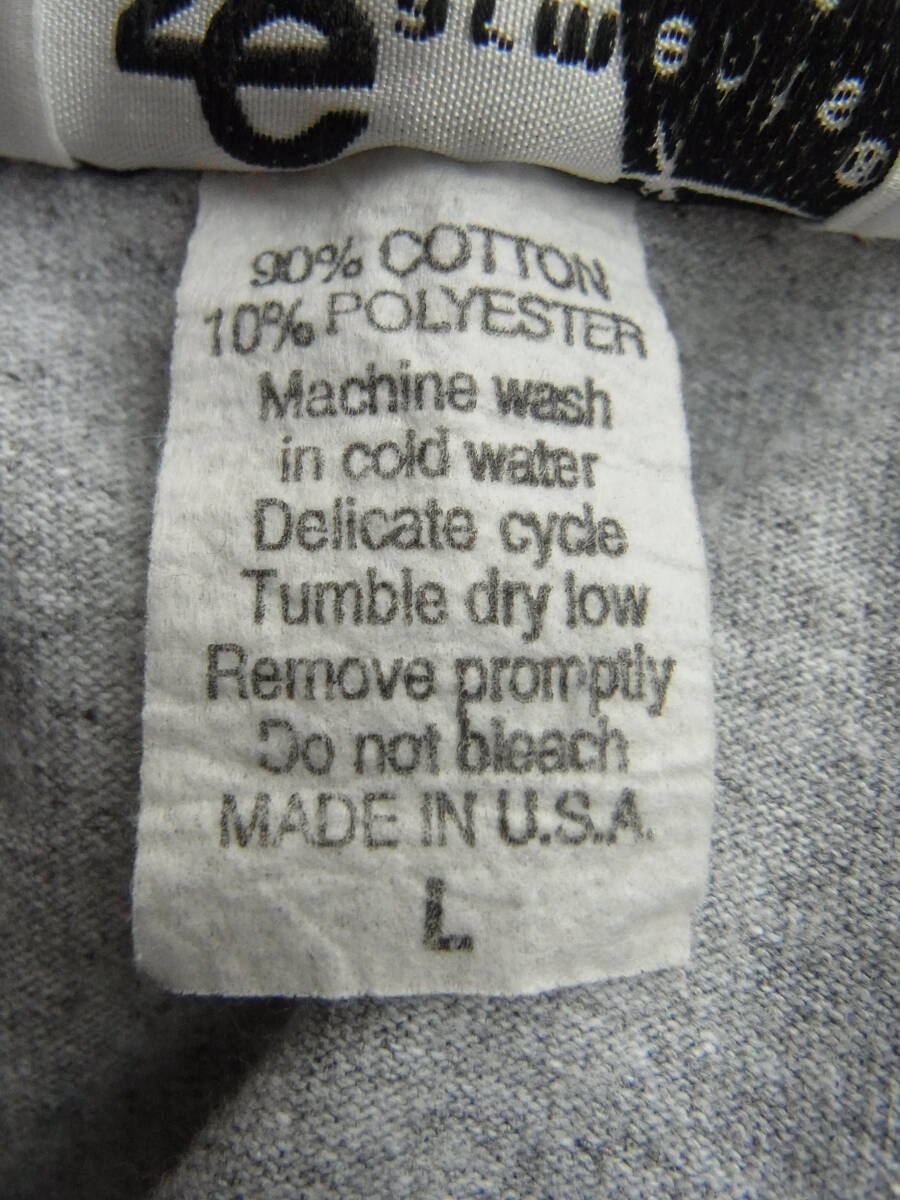 90% COTTON
10% POLYESTER
Machine wash
in cold water
Delicate cycle
Tumble dry low
Remove promptly
Do not bleach
MADE IN U.S.A.
L